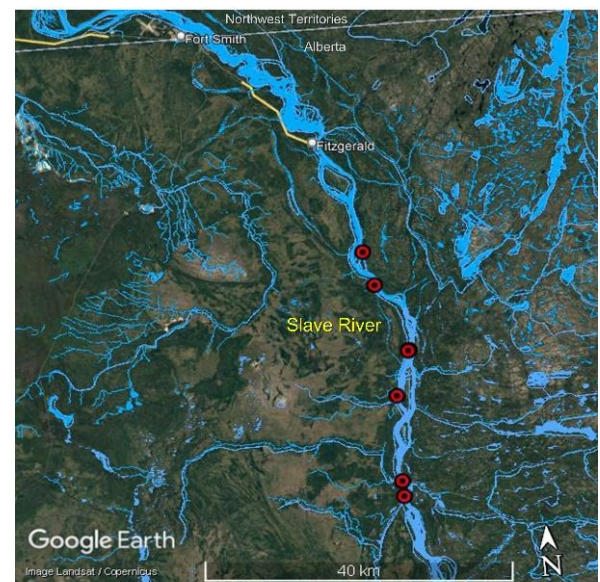 Northwest Territories
Fort Smith
Alberta
Fitzgerald
Slave River
Google Earth
Image Landsat / Copernicus
40 km
N